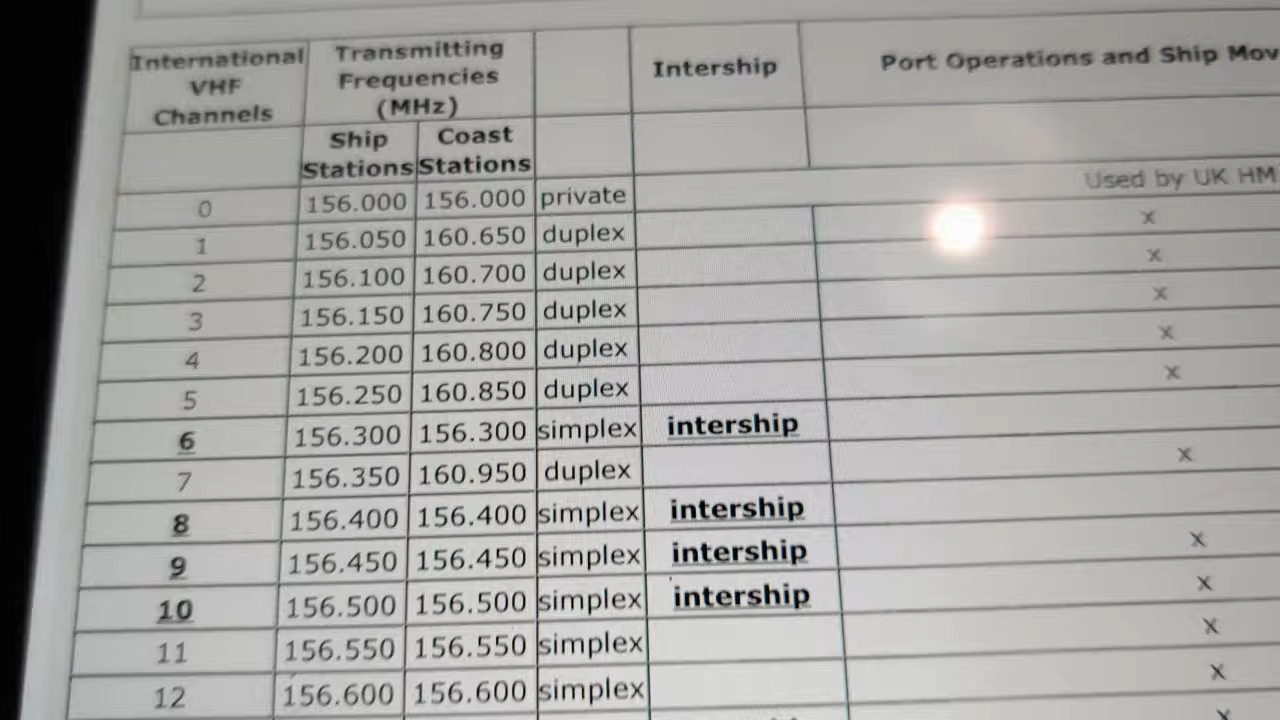 International VHF Channels Transmitting Frequencies (MHz) Intership Port Operations and Ship Mov
Ship Stations Coast Stations
Used by UK HM
0 156.000 156.000 private
1 156.050 160.650 duplex x
2 156.100 160.700 duplex x
3 156.150 160.750 duplex x
4 156.200 160.800 duplex x
5 156.250 160.850 duplex x
6 156.300 156.300 simplex intership
7 156.350 160.950 duplex x
8 156.400 156.400 simplex intership
9 156.450 156.450 simplex intership x
10 156.500 156.500 simplex intership x
11 156.550 156.550 simplex x
12 156.600 156.600 simplex x